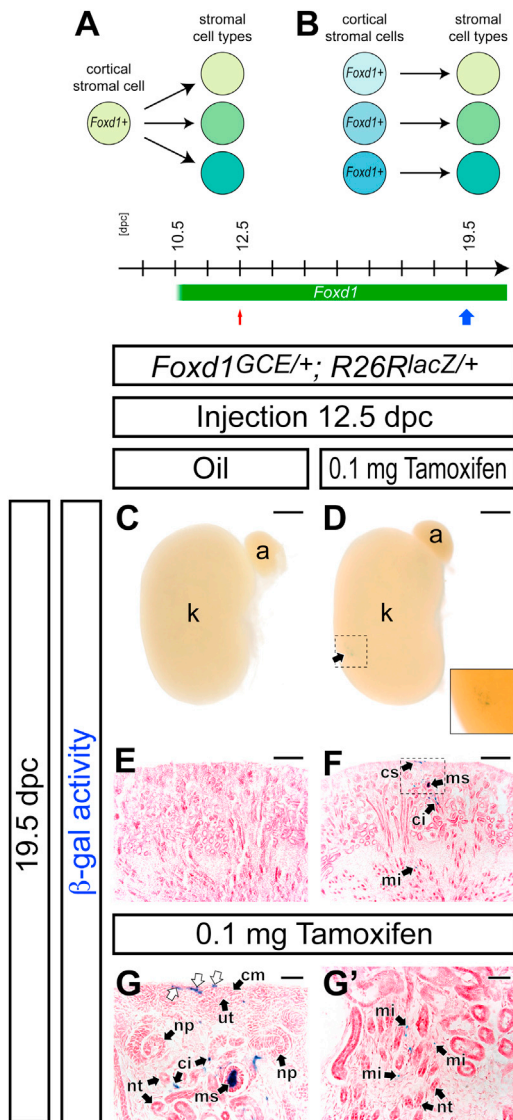 A
stromal
cell types
cortical
stromal cell
Foxd1+
B
cortical
stromal cells
stromal
cell types
Foxd1+
Foxd1+
Foxd1+
[dpc]
10.5
12.5
19.5
Foxd1
Foxd1GCE/+; R26RlacZ/+
Injection 12.5 dpc
Oil
0.1 mg Tamoxifen
19.5 dpc
β-gal activity
C
a
k
D
a
k
E
F
cs
ms
ci
mi
0.1 mg Tamoxifen
G
cm
ut
np
ci
np
nt
ms
G'
mi
mi
mi
nt